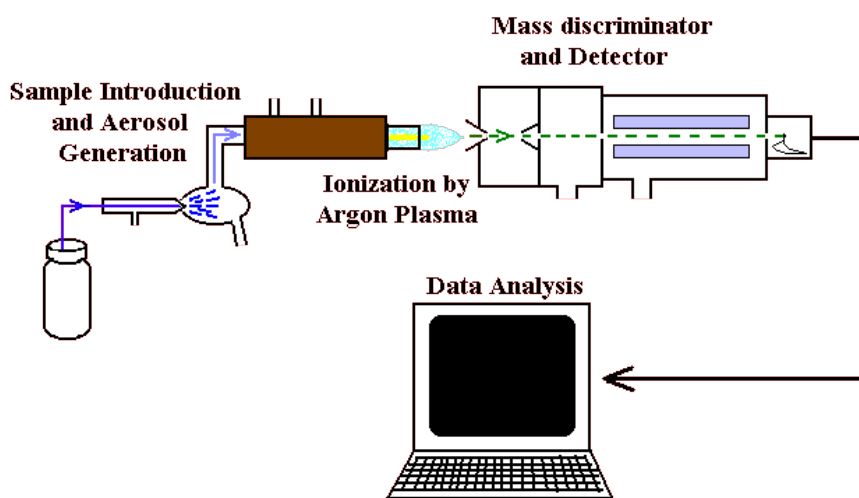 Mass discriminator
and Detector
Sample Introduction
and Aerosol
Generation
Ionization by
Argon Plasma
Data Analysis